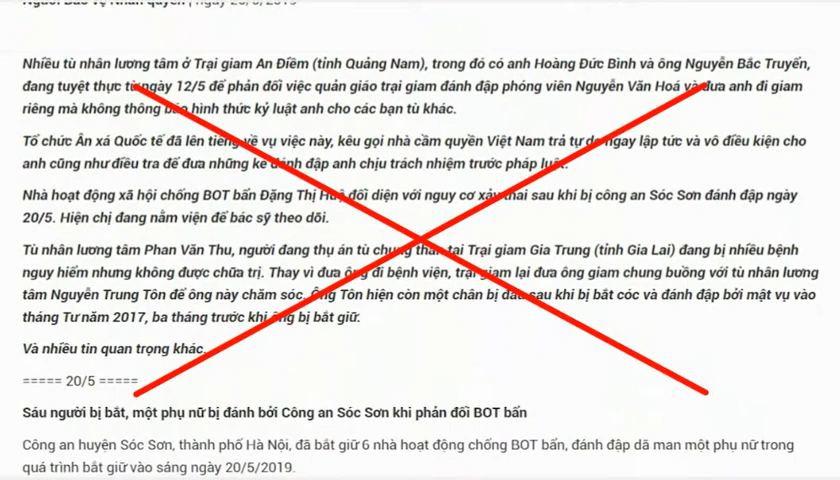 Người Bảo vệ Nhân quyền | ngày 26/5/2019
Nhiều tù nhân lương tâm ở Trại giam An Điềm (tỉnh Quảng Nam), trong đó có anh Hoàng Đức Bình và ông Nguyễn Bắc Truyển,
đang tuyệt thực từ ngày 12/5 để phản đối việc quản giáo trại giam đánh đập phóng viên Nguyễn Văn Hoá và đưa anh đi giam
riêng mà không thông báo hình thức kỷ luật anh cho các bạn tù khác.
Tổ chức Ân xá Quốc tế đã lên tiếng về vụ việc này, kêu gọi nhà cầm quyền Việt Nam trả tự do ngay lập tức và vô điều kiện cho
anh cũng như điều tra để đưa những kẻ đánh đập anh chịu trách nhiệm trước pháp luật.
Nhà hoạt động xã hội chống BOT bẩn Đặng Thị Huệ đối diện với nguy cơ xảy thai sau khi bị công an Sóc Sơn đánh đập ngày
20/5. Hiện chị đang nằm viện để bác sỹ theo dõi.
Tù nhân lương tâm Phan Văn Thu, người đang thụ án tù chung thân tại Trại giam Gia Trung (tỉnh Gia Lai) đang bị nhiều bệnh
nguy hiểm nhưng không được chữa trị. Thay vì đưa ông đi bệnh viện, trại giam lại đưa ông giam chung buồng với tù nhân lương
tâm Nguyễn Trung Tôn để ông này chăm sóc. Ông Tôn hiện còn một chân bị đau sau khi bị bắt cóc và đánh đập bởi mật vụ vào
tháng Tư năm 2017, ba tháng trước khi ông bị bắt giữ.
Và nhiều tin quan trọng khác.
===== 20/5 =====
Sáu người bị bắt, một phụ nữ bị đánh bởi Công an Sóc Sơn khi phản đối BOT bẩn
Công an huyện Sóc Sơn, thành phố Hà Nội, đã bắt giữ 6 nhà hoạt động chống BOT bẩn, đánh đập dã man một phụ nữ trong
quá trình bắt giữ vào sáng ngày 20/5/2019.